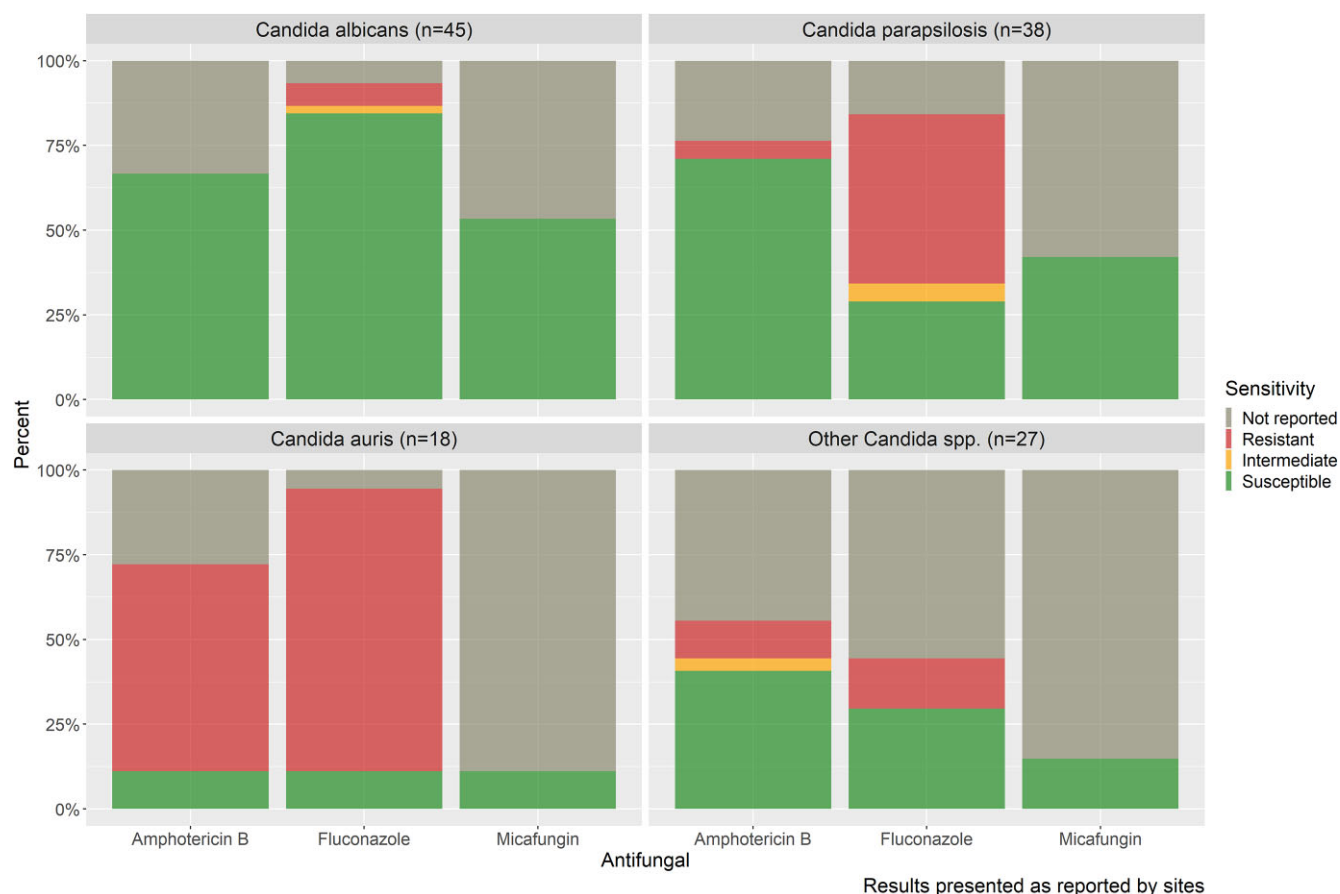 Candida albicans (n=45)
Candida parapsilosis (n=38)
100%
75%
50%
25%
0%
Candida auris (n=18)
Other Candida spp. (n=27)
100%
75%
50%
25%
0%
Percent
Amphotericin B
Fluconazole
Micafungin
Amphotericin B
Fluconazole
Micafungin
Antifungal
Sensitivity
Not reported
Resistant
Intermediate
Susceptible
Results presented as reported by sites